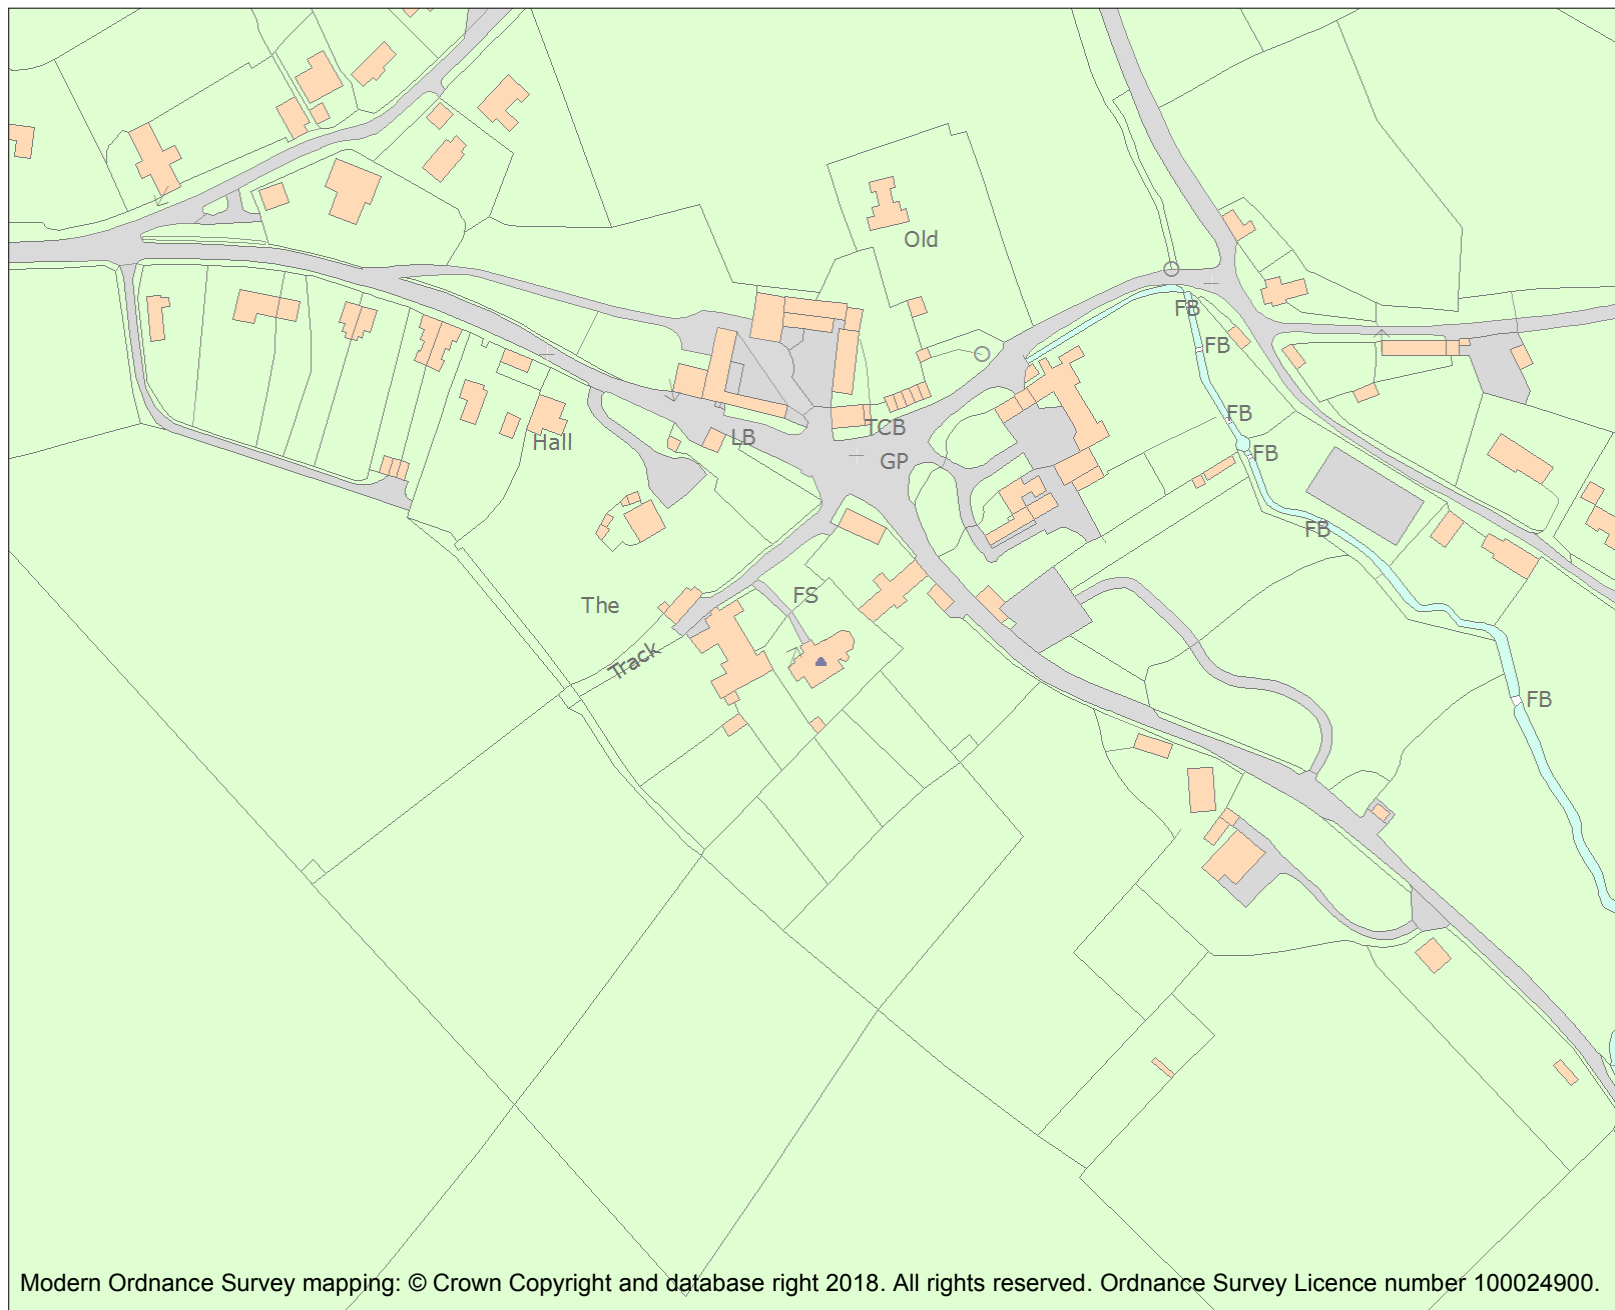 Old
FB
FB
FB
TCB
LB
Hall
GP
FB
FB
FS
The
Track
FB
Modern Ordnance Survey mapping: © Crown Copyright and database right 2018. All rights reserved. Ordnance Survey Licence number 100024900.